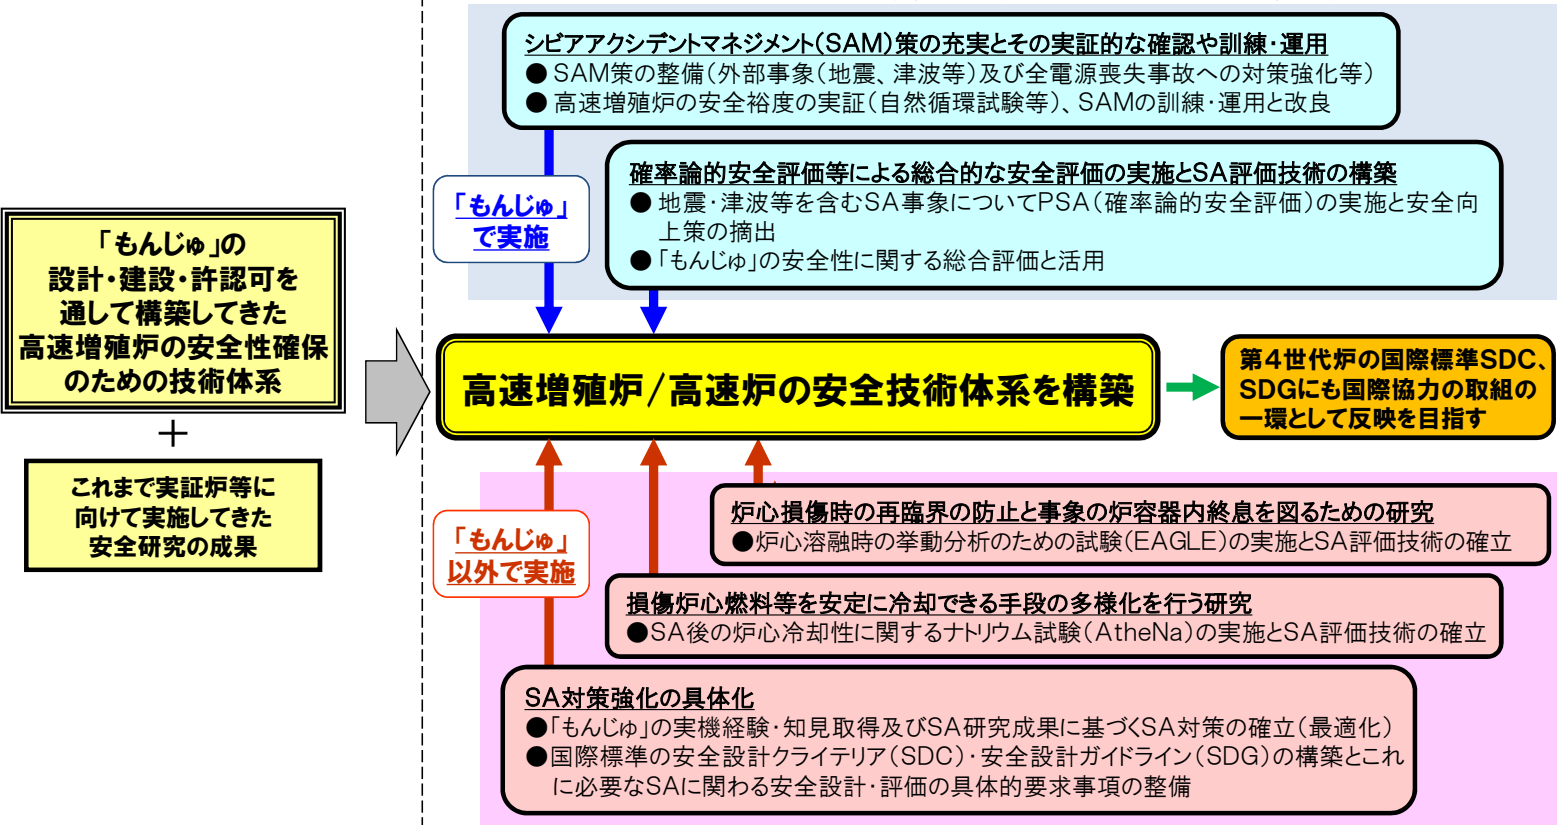 「もんじゅ」の
設計・建設・許認可を
通して構築してきた
高速増殖炉の安全性確保
のための技術体系
＋
これまで実証炉等に
向けて実施してきた
安全研究の成果
シビアアクシデントマネジメント（SAM）策の充実とその実証的な確認や訓練・運用
● SAM策の整備（外部事象（地震、津波等）及び全電源喪失事故への対策強化等）
● 高速増殖炉の安全裕度の実証（自然循環試験等）、SAMの訓練・運用と改良
「もんじゅ」
で実施
確率論的安全評価等による総合的な安全評価の実施とSA評価技術の構築
● 地震・津波等を含むSA事象についてPSA（確率論的安全評価）の実施と安全向
上策の摘出
●「もんじゅ」の安全性に関する総合評価と活用
高速増殖炉/高速炉の安全技術体系を構築
第４世代炉の国際標準SDC、
SDGにも国際協力の取組の
一環として反映を目指す
「もんじゅ」
以外で実施
炉心損傷時の再臨界の防止と事象の炉容器内終息を図るための研究
●炉心溶融時の挙動分析のための試験（EAGLE）の実施とSA評価技術の確立
損傷炉心燃料等を安定に冷却できる手段の多様化を行う研究
●SA後の炉心冷却性に関するナトリウム試験（AtheNa）の実施とSA評価技術の確立
SA対策強化の具体化
●「もんじゅ」の実機経験・知見取得及びSA研究成果に基づくSA対策の確立（最適化）
●国際標準の安全設計クライテリア（SDC）・安全設計ガイドライン（SDG）の構築とこれ
に必要なSAに関わる安全設計・評価の具体的要求事項の整備